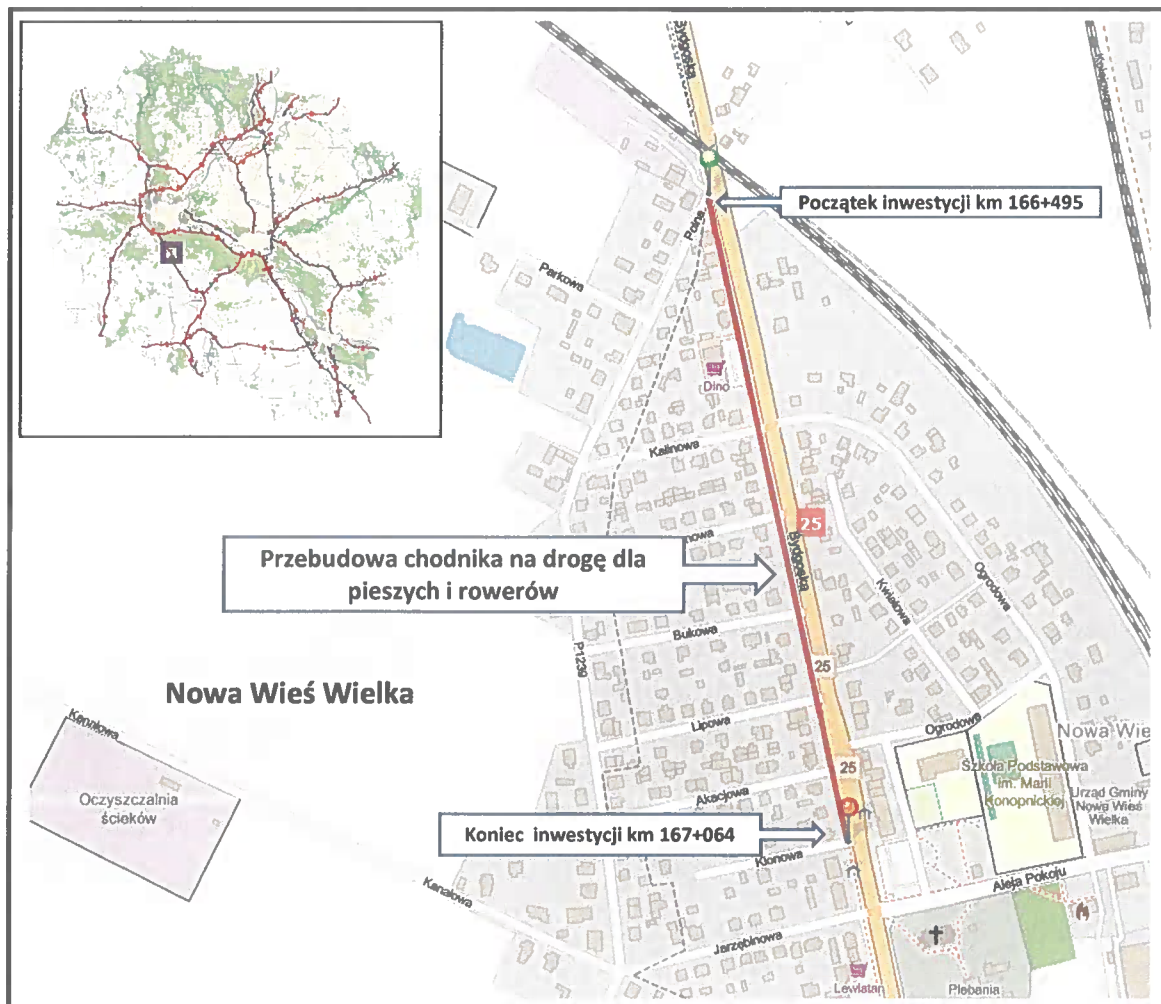 Bydgoska
Kolejowa
Początek inwestycji km 166+495
Polna
Parkowa
Dino
Kalinowa
25
Przebudowa chodnika na drogę dla
pieszych i rowerów
Bydgoska
Kwiatowa
Ogrodowa
Bukowa
P1239
25
Nowa Wieś Wielka
Kanałowa
Lipowa
Ogrodowa
Nowa Wie
Szkoła Podstawowa
im. Marii
Konopnickiej
Urząd Gminy
Nowa Wieś
Wielka
25
Akacjowa
Oczyszczalnia
ścieków
Koniec inwestycji km 167+064
Klonowa
Aleja Pokoju
Kanałowa
Jarzębinowa
Lewiatan
Plebania